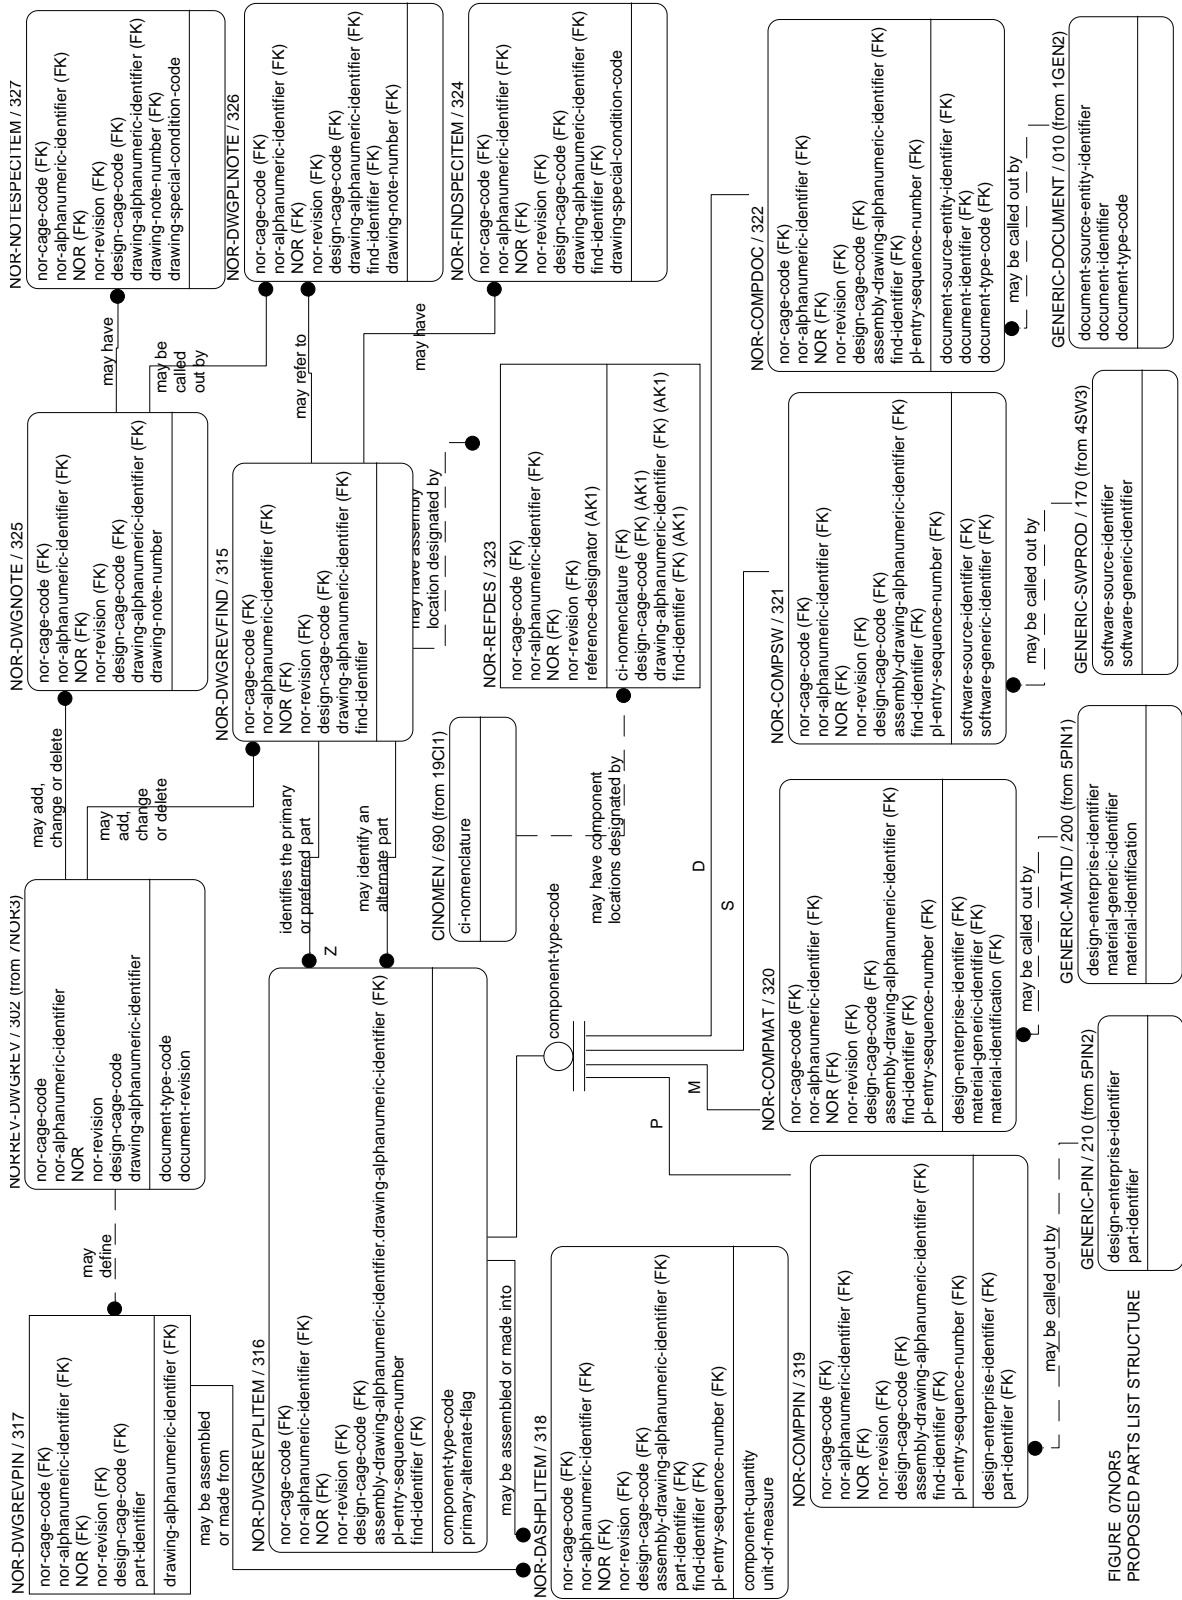 NOR-DWGREVPIN / 317
nor-cage-code (FK)
nor-alphanumeric-identifier (FK)
NOR (FK)
nor-revision (FK)
design-cage-code (FK)
part-identifier
drawing-alphanumeric-identifier (FK)
may
define
NORREV-DWGREV / 302 (from 7NOR3)
nor-cage-code
nor-alphanumeric-identifier
NOR
nor-revision
design-cage-code
drawing-alphanumeric-identifier
document-type-code
document-revision
may add,
change or delete
may
add,
change
or delete
NOR-DWGNOTE / 325
nor-cage-code (FK)
nor-alphanumeric-identifier (FK)
NOR (FK)
nor-revision (FK)
design-cage-code (FK)
drawing-alphanumeric-identifier (FK)
drawing-note-number
may have
may be
called
out by
NOR-NOTESPECITEM / 327
nor-cage-code (FK)
nor-alphanumeric-identifier (FK)
NOR (FK)
nor-revision (FK)
design-cage-code (FK)
drawing-alphanumeric-identifier (FK)
drawing-note-number (FK)
drawing-special-condition-code
may be assembled
or made from
NOR-DWGREVPLITEM / 316
nor-cage-code (FK)
nor-alphanumeric-identifier (FK)
NOR (FK)
nor-revision (FK)
design-cage-code (FK)
assembly-drawing-alphanumeric-identifier.drawing-alphanumeric-identifier (FK)
pl-entry-sequence-number
find-identifier (FK)
component-type-code
primary-alternate-flag
identifies the primary
or preferred part
Z
may identify an
alternate part
NOR-DWGREVFIND / 315
nor-cage-code (FK)
nor-alphanumeric-identifier (FK)
NOR (FK)
nor-revision (FK)
design-cage-code (FK)
drawing-alphanumeric-identifier (FK)
find-identifier
may refer to
may have
may have assembly
location designated by
NOR-DWGPLNOTE / 326
nor-cage-code (FK)
nor-alphanumeric-identifier (FK)
NOR (FK)
nor-revision (FK)
design-cage-code (FK)
drawing-alphanumeric-identifier (FK)
find-identifier (FK)
drawing-note-number (FK)
NOR-FINDSPECITEM / 324
nor-cage-code (FK)
nor-alphanumeric-identifier (FK)
NOR (FK)
nor-revision (FK)
design-cage-code (FK)
drawing-alphanumeric-identifier (FK)
find-identifier (FK)
drawing-special-condition-code
CINOMEN / 690 (from 19CI1)
ci-nomenclature
NOR-REFDES / 323
nor-cage-code (FK)
nor-alphanumeric-identifier (FK)
NOR (FK)
nor-revision (FK)
reference-designator (AK1)
ci-nomenclature (FK)
design-cage-code (FK) (AK1)
drawing-alphanumeric-identifier (FK) (AK1)
find-identifier (FK) (AK1)
may be assembled or made into
NOR-DASHPLITEM / 318
nor-cage-code (FK)
nor-alphanumeric-identifier (FK)
NOR (FK)
nor-revision (FK)
design-cage-code (FK)
assembly-drawing-alphanumeric-identifier (FK)
part-identifier (FK)
find-identifier (FK)
pl-entry-sequence-number (FK)
component-quantity
unit-of-measure
component-type-code
may have component
locations designated by
P
M
S
D
NOR-COMPPIN / 319
nor-cage-code (FK)
nor-alphanumeric-identifier (FK)
NOR (FK)
nor-revision (FK)
design-cage-code (FK)
assembly-drawing-alphanumeric-identifier (FK)
find-identifier (FK)
pl-entry-sequence-number (FK)
design-enterprise-identifier (FK)
part-identifier (FK)
NOR-COMPMAT / 320
nor-cage-code (FK)
nor-alphanumeric-identifier (FK)
NOR (FK)
nor-revision (FK)
design-cage-code (FK)
assembly-drawing-alphanumeric-identifier (FK)
find-identifier (FK)
pl-entry-sequence-number (FK)
design-enterprise-identifier (FK)
material-generic-identifier (FK)
material-identification (FK)
NOR-COMPSW / 321
nor-cage-code (FK)
nor-alphanumeric-identifier (FK)
NOR (FK)
nor-revision (FK)
design-cage-code (FK)
assembly-drawing-alphanumeric-identifier (FK)
find-identifier (FK)
pl-entry-sequence-number (FK)
software-source-identifier (FK)
software-generic-identifier (FK)
NOR-COMPDOC / 322
nor-cage-code (FK)
nor-alphanumeric-identifier (FK)
NOR (FK)
nor-revision (FK)
design-cage-code (FK)
assembly-drawing-alphanumeric-identifier (FK)
find-identifier (FK)
pl-entry-sequence-number (FK)
document-source-entity-identifier (FK)
document-identifier (FK)
document-type-code (FK)
may be called out by
may be called out by
may be called out by
may be called out by
GENERIC-PIN / 210 (from 5PIN2)
design-enterprise-identifier
part-identifier
GENERIC-MATID / 200 (from 5PIN1)
design-enterprise-identifier
material-generic-identifier
material-identification
GENERIC-SWPROD / 170 (from 4SW3)
software-source-identifier
software-generic-identifier
GENERIC-DOCUMENT / 010 (from 1GEN2)
document-source-entity-identifier
document-identifier
document-type-code
FIGURE 07NOR5
PROPOSED PARTS LIST STRUCTURE